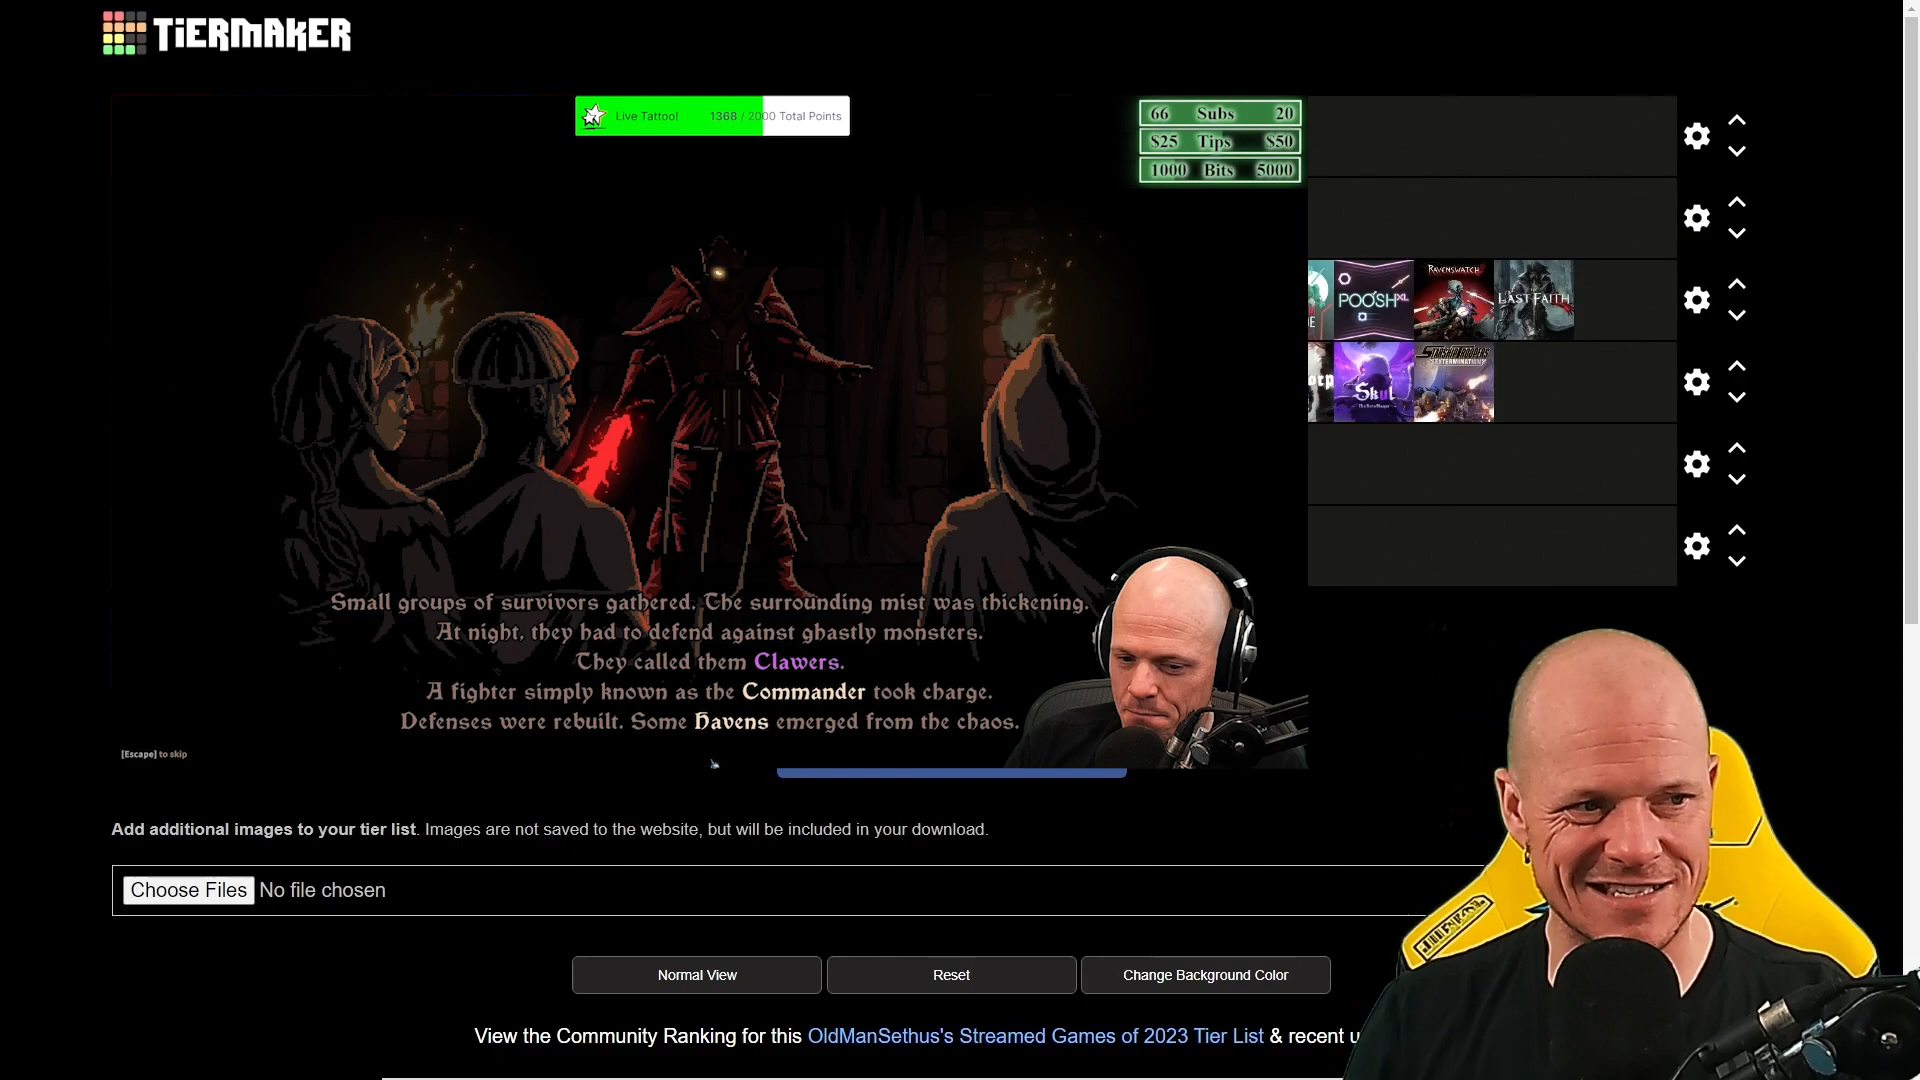 TiERMAKER
Live Tattoo! 1368 / 2000 Total Points
66 Subs 20
$25 Tips $50
1000 Bits 5000
POOSH XL
RAVENSWATCH
LAST FAITH
Skul
STARSHIP TROOPERS
EXTERMINATION
Small groups of survivors gathered. The surrounding mist was thickening.
At night, they had to defend against ghastly monsters.
They called them Clawers.
A fighter simply known as the Commander took charge.
Defenses were rebuilt. Some Havens emerged from the chaos.
[Escape] to skip
Add additional images to your tier list. Images are not saved to the website, but will be included in your download.
Choose Files No file chosen
Normal View Reset Change Background Color
View the Community Ranking for this OldManSethus's Streamed Games of 2023 Tier List & recent u